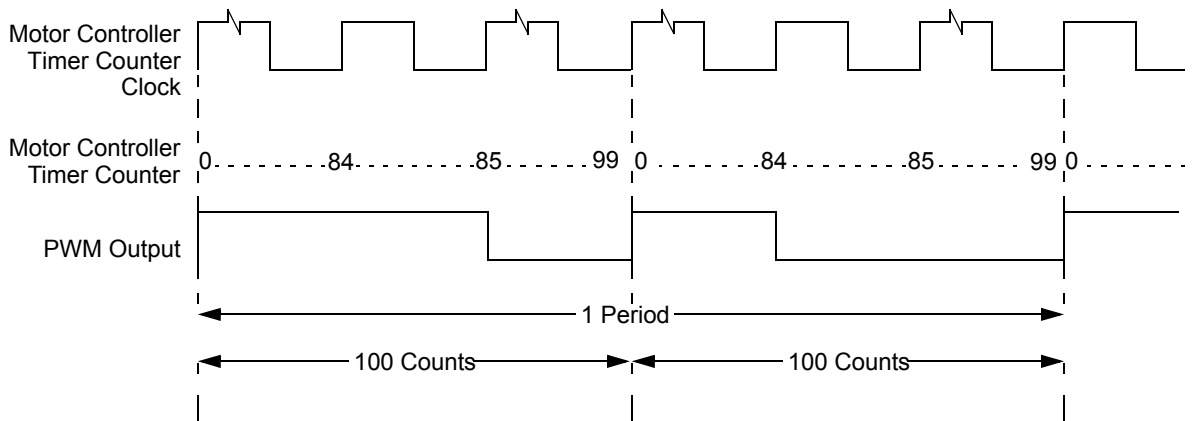 Motor Controller
Timer Counter
Clock
Motor Controller
Timer Counter
0 84 85 99 0 84 85 99 0
PWM Output
1 Period
100 Counts 100 Counts